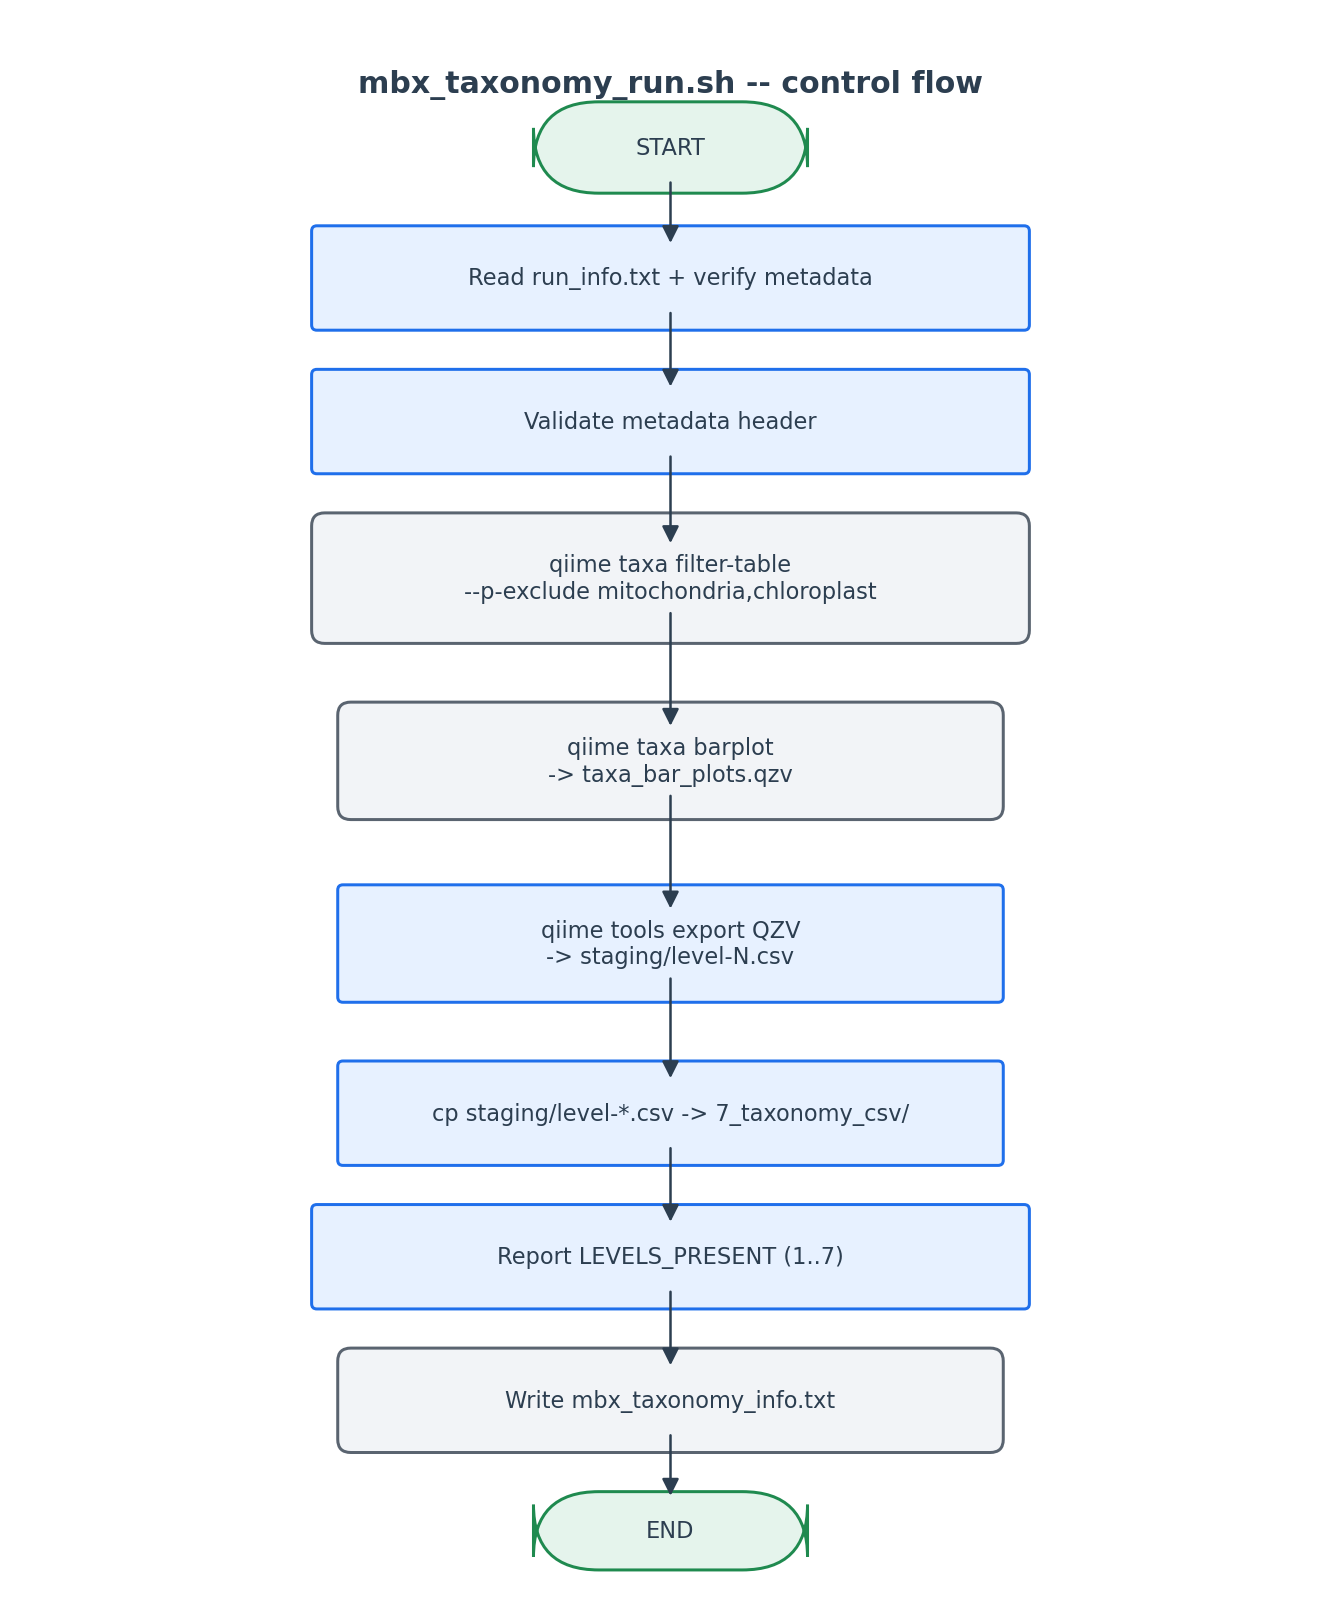 mbx_taxonomy_run.sh -- control flow
START
Read run_info.txt + verify metadata
Validate metadata header
qiime taxa filter-table
--p-exclude mitochondria,chloroplast
qiime taxa barplot
-> taxa_bar_plots.qzv
qiime tools export QZV
-> staging/level-N.csv
cp staging/level-*.csv -> 7_taxonomy_csv/
Report LEVELS_PRESENT (1..7)
Write mbx_taxonomy_info.txt
END